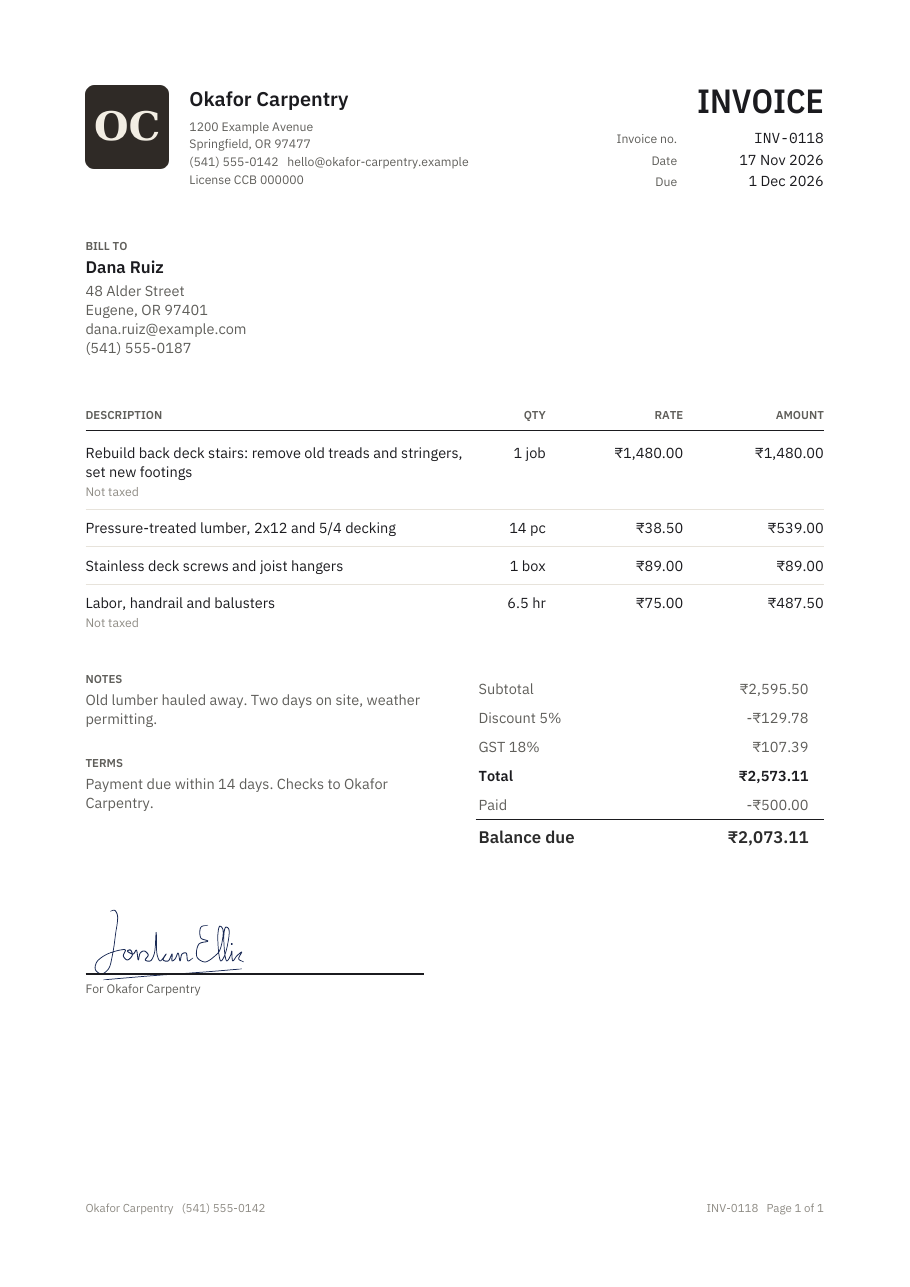 OC
Okafor Carpentry
1200 Example Avenue
Springfield, OR 97477
(541) 555-0142 hello@okafor-carpentry.example
License CCB 000000
INVOICE
Invoice no. INV-0118
Date 17 Nov 2026
Due 1 Dec 2026
BILL TO
Dana Ruiz
48 Alder Street
Eugene, OR 97401
dana.ruiz@example.com
(541) 555-0187
DESCRIPTION QTY RATE AMOUNT
Rebuild back deck stairs: remove old treads and stringers, 1 job ₹1,480.00 ₹1,480.00
set new footings
Not taxed
Pressure-treated lumber, 2x12 and 5/4 decking 14 pc ₹38.50 ₹539.00
Stainless deck screws and joist hangers 1 box ₹89.00 ₹89.00
Labor, handrail and balusters 6.5 hr ₹75.00 ₹487.50
Not taxed
NOTES
Old lumber hauled away. Two days on site, weather
permitting.
TERMS
Payment due within 14 days. Checks to Okafor
Carpentry.
Subtotal ₹2,595.50
Discount 5% -₹129.78
GST 18% ₹107.39
Total ₹2,573.11
Paid -₹500.00
Balance due ₹2,073.11
Ellis
For Okafor Carpentry
Okafor Carpentry (541) 555-0142
INV-0118 Page 1 of 1